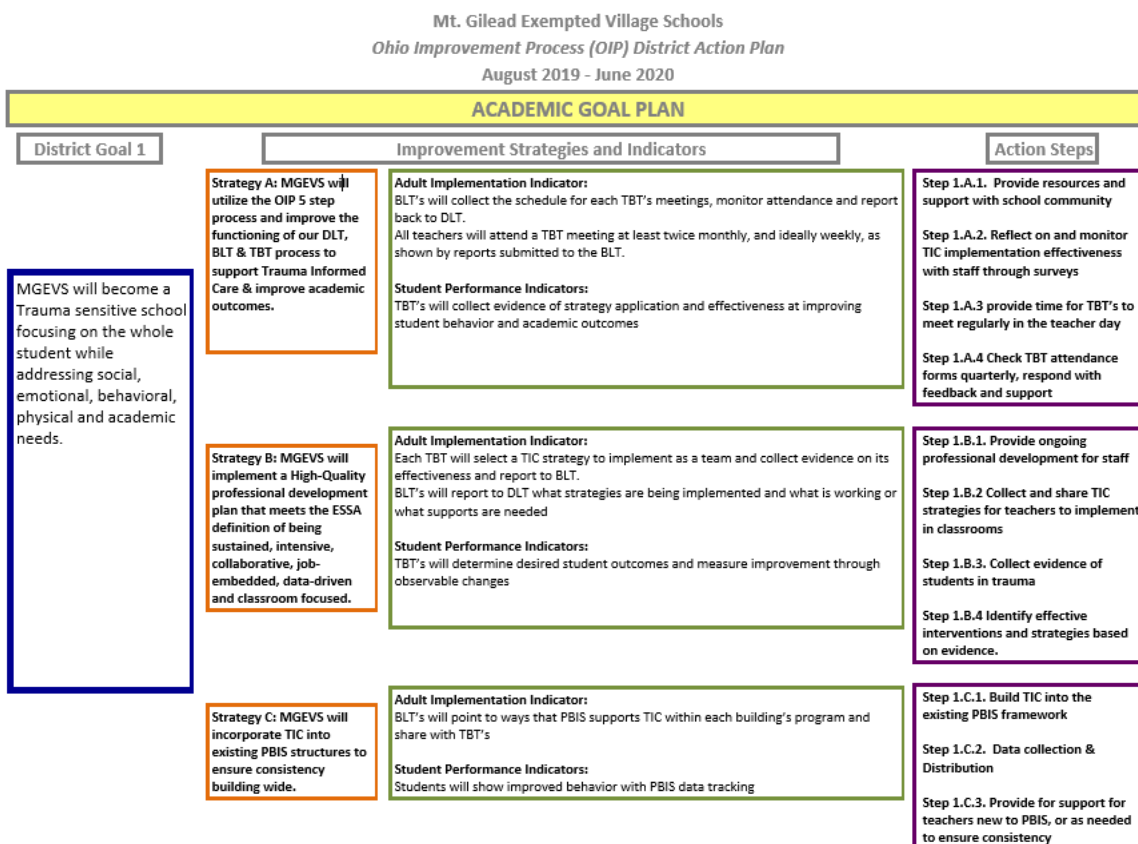 Mt. Gilead Exempted Village Schools
Ohio Improvement Process (OIP) District Action Plan
August 2019 - June 2020
ACADEMIC GOAL PLAN
District Goal 1
Improvement Strategies and Indicators
Action Steps
MGEVS will become a
Trauma sensitive school
focusing on the whole
student while
addressing social,
emotional, behavioral,
physical and academic
needs.
Strategy A: MGEVS will
utilize the OIP 5 step
process and improve the
functioning of our DLT,
BLT & TBT process to
support Trauma Informed
Care & improve academic
outcomes.
Adult Implementation Indicator:
BLT's will collect the schedule for each TBT's meetings, monitor attendance and report
back to DLT.
All teachers will attend a TBT meeting at least twice monthly, and ideally weekly, as
shown by reports submitted to the BLT.
Student Performance Indicators:
TBT's will collect evidence of strategy application and effectiveness at improving
student behavior and academic outcomes
Step 1.A.1. Provide resources and
support with school community
Step 1.A.2. Reflect on and monitor
TIC implementation effectiveness
with staff through surveys
Step 1.A.3 provide time for TBT's to
meet regularly in the teacher day
Step 1.A.4 Check TBT attendance
forms quarterly, respond with
feedback and support
Strategy B: MGEVS will
implement a High-Quality
professional development
plan that meets the ESSA
definition of being
sustained, intensive,
collaborative, job-
embedded, data-driven
and classroom focused.
Adult Implementation Indicator:
Each TBT will select a TIC strategy to implement as a team and collect evidence on its
effectiveness and report to BLT.
BLT's will report to DLT what strategies are being implemented and what is working or
what supports are needed
Student Performance Indicators:
TBT's will determine desired student outcomes and measure improvement through
observable changes
Step 1.B.1. Provide ongoing
professional development for staff
Step 1.B.2 Collect and share TIC
strategies for teachers to implement
in classrooms
Step 1.B.3. Collect evidence of
students in trauma
Step 1.B.4 Identify effective
interventions and strategies based
on evidence.
Strategy C: MGEVS will
incorporate TIC into
existing PBIS structures to
ensure consistency
building wide.
Adult Implementation Indicator:
BLT's will point to ways that PBIS supports TIC within each building's program and
share with TBT's
Student Performance Indicators:
Students will show improved behavior with PBIS data tracking
Step 1.C.1. Build TIC into the
existing PBIS framework
Step 1.C.2. Data collection &
Distribution
Step 1.C.3. Provide for support for
teachers new to PBIS, or as needed
to ensure consistency